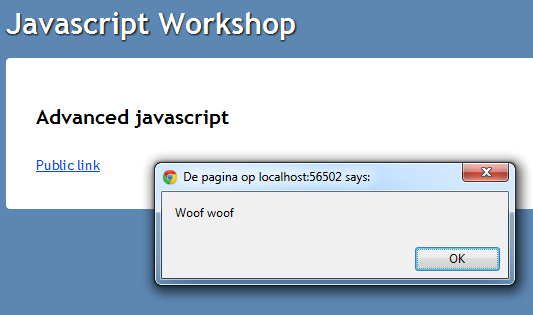 Javascript Workshop
Advanced javascript
Public link
De pagina op localhost:56502 says:
Woof woof
OK